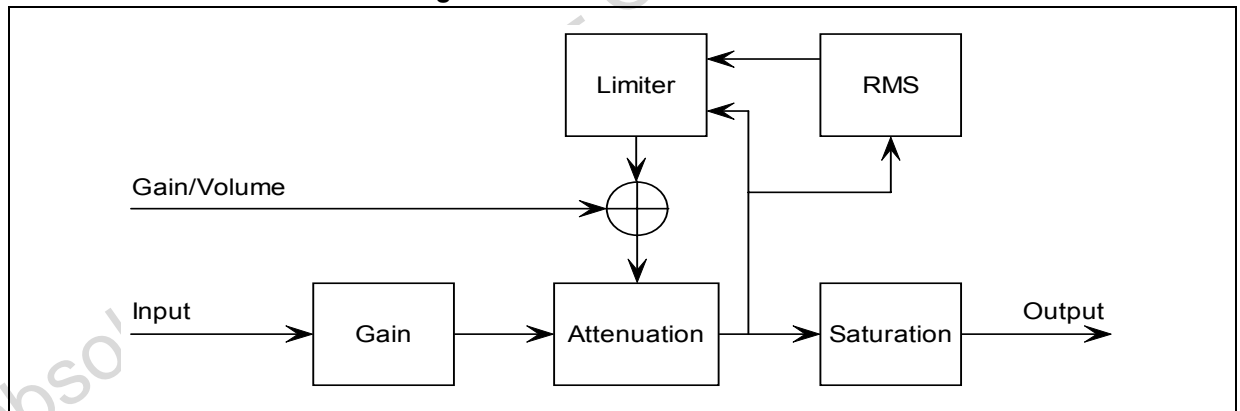 Limiter
RMS
Gain/Volume
Input
Gain
Attenuation
Saturation
Output